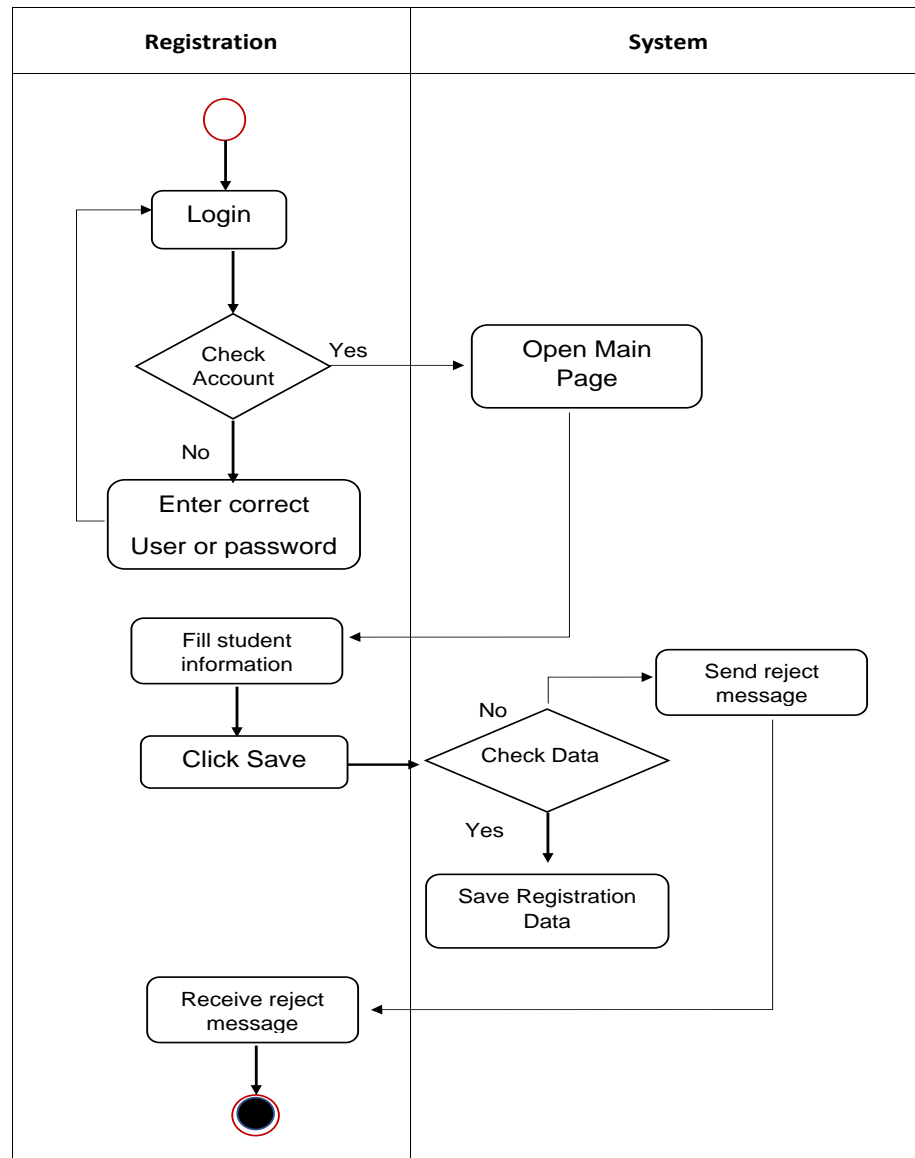 Registration
System
Login
Check
Account
Yes
Open Main
Page
No
Enter correct
User or password
Fill student
information
Send reject
message
No
Click Save
Check Data
Yes
Save Registration
Data
Receive reject
message